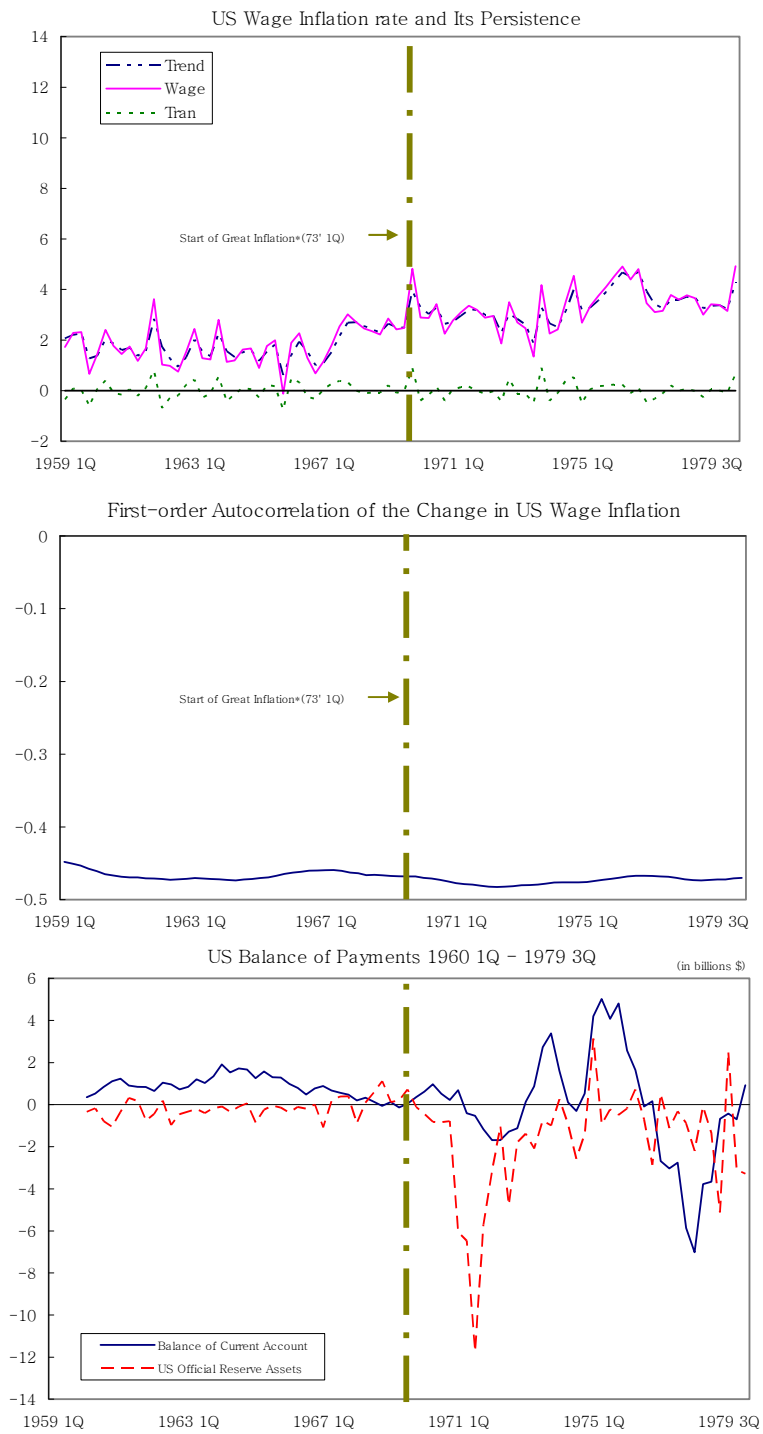 US Wage Inflation rate and Its Persistence
14
12
10
8
6
4
2
0
-2
Trend
Wage
Tran
Start of Great Inflation*(73' 1Q)
1959 1Q 1963 1Q 1967 1Q 1971 1Q 1975 1Q 1979 3Q
First-order Autocorrelation of the Change in US Wage Inflation
0
-0.1
-0.2
-0.3
-0.4
-0.5
Start of Great Inflation*(73' 1Q)
1959 1Q 1963 1Q 1967 1Q 1971 1Q 1975 1Q 1979 3Q
US Balance of Payments 1960 1Q - 1979 3Q
(in billions $)
6
4
2
0
-2
-4
-6
-8
-10
-12
-14
Balance of Current Account
US Official Reserve Assets
1959 1Q 1963 1Q 1967 1Q 1971 1Q 1975 1Q 1979 3Q